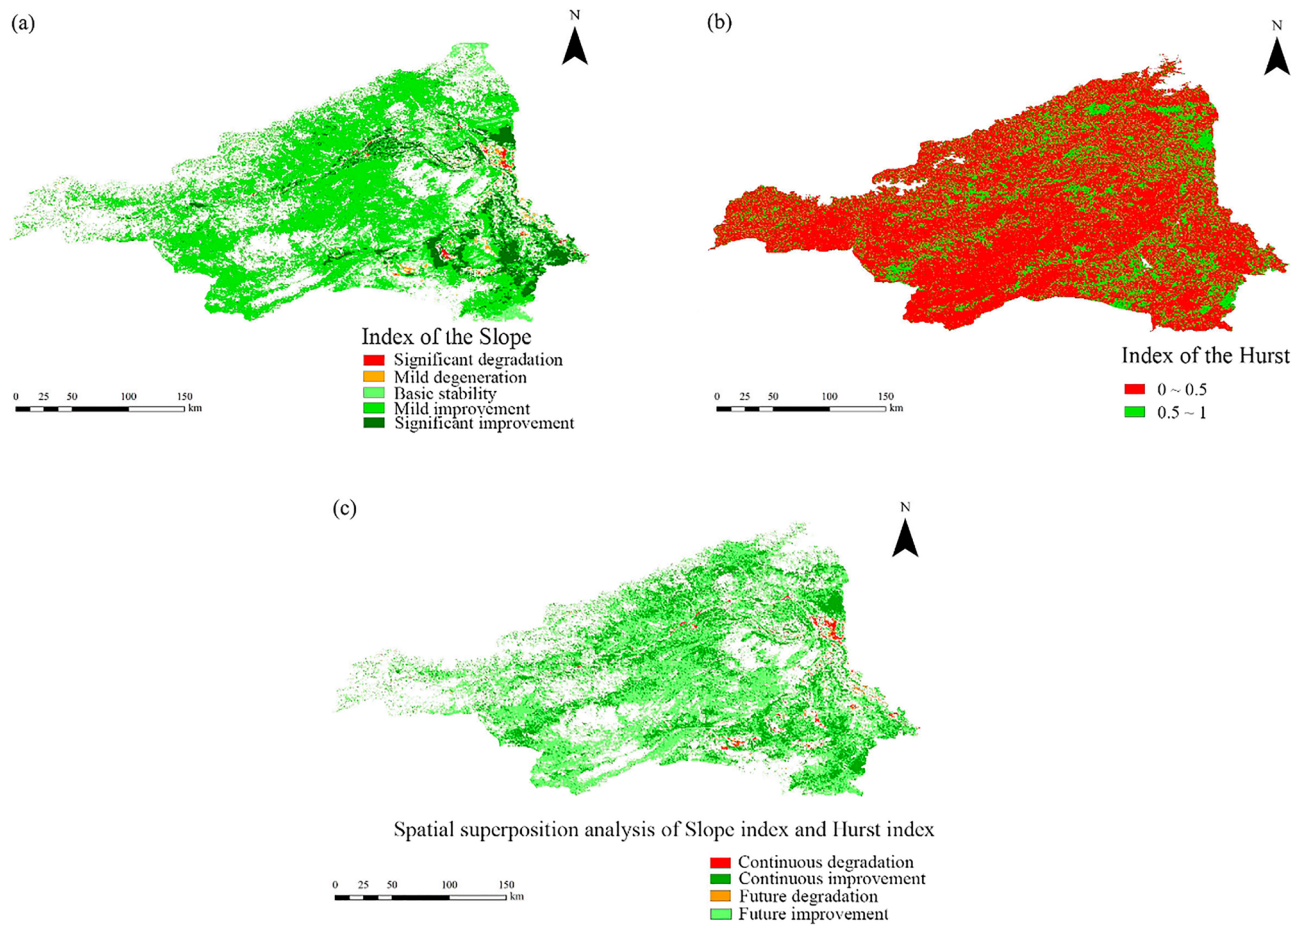 (a)
N
Index of the Slope
Significant degradation
Mild degeneration
Basic stability
Mild improvement
Significant improvement
0 25 50 100 150
km
(b)
N
Index of the Hurst
0 ~ 0.5
0.5 ~ 1
0 25 50 100 150
km
(c)
N
Spatial superposition analysis of Slope index and Hurst index
Continuous degradation
Continuous improvement
Future degradation
Future improvement
0 25 50 100 150
km